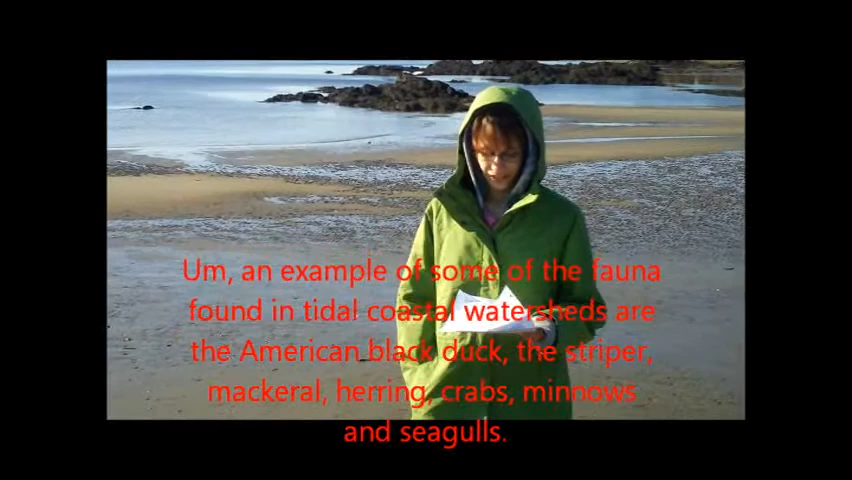 Um, an example of some of the fauna
found in tidal coastal watersheds are
the American black duck, the striper,
mackeral, herring, crabs, minnows
and seagulls.